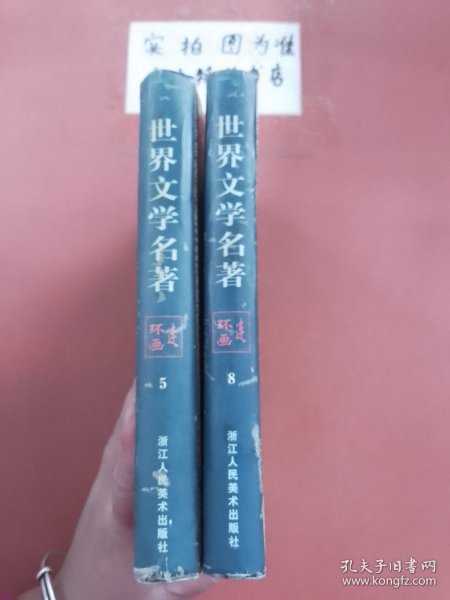 实拍图为准
世界文学名著
连环画
5
浙江人民美术出版社
世界文学名著
连环画
8
浙江人民美术出版社
孔夫子旧书网
www.kongfz.com